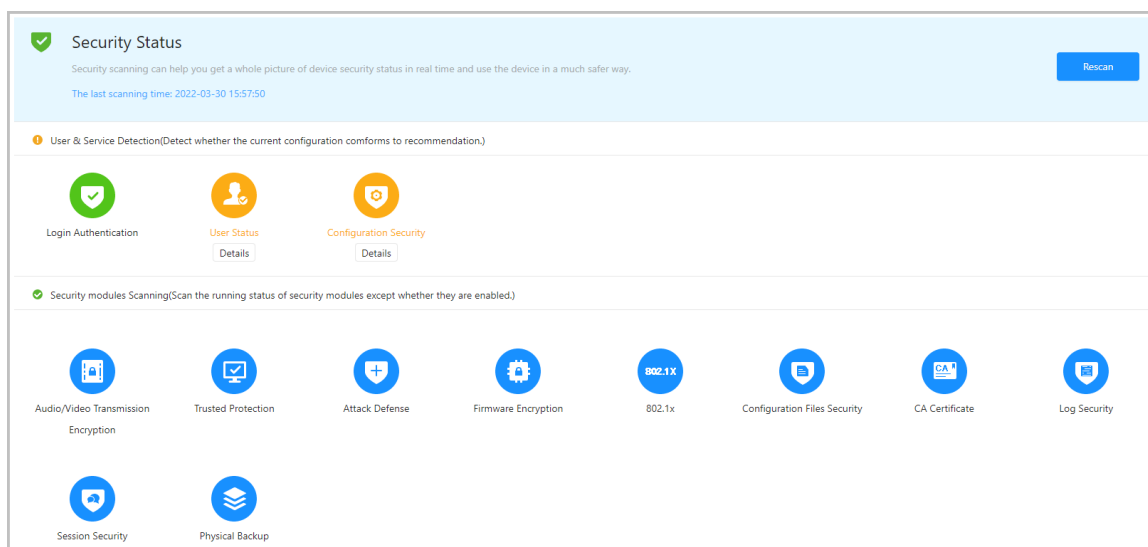 Security Status
Security scanning can help you get a whole picture of device security status in real time and use the device in a much safer way.
Rescan
The last scanning time: 2022-03-30 15:57:50
User & Service Detection(Detect whether the current configuration comforms to recommendation.)
Login Authentication
User Status
Configuration Security
Details
Details
Security modules Scanning(Scan the running status of security modules except whether they are enabled.)
802.1X
CA
Audio/Video Transmission
Encryption
Trusted Protection
Attack Defense
Firmware Encryption
802.1x
Configuration Files Security
CA Certificate
Log Security
Session Security
Physical Backup